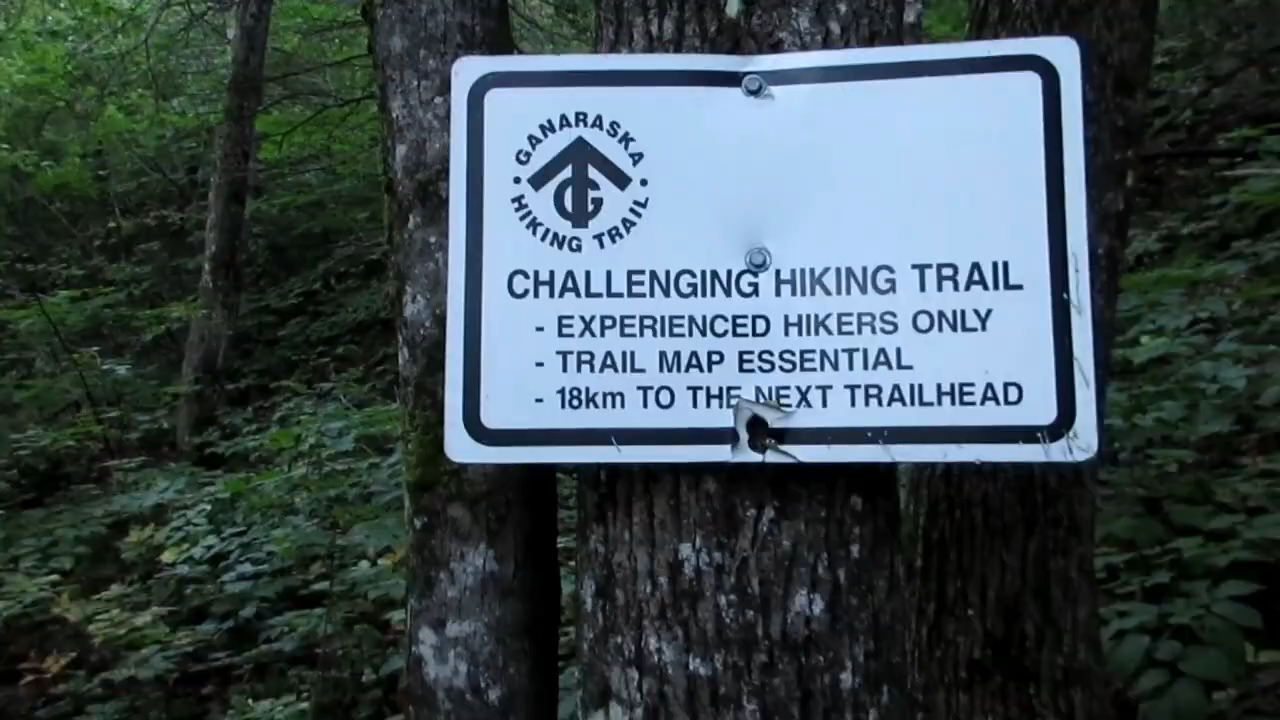 GANARASKA
G
HIKING TRAIL
CHALLENGING HIKING TRAIL
- EXPERIENCED HIKERS ONLY
- TRAIL MAP ESSENTIAL
- 18km TO THE NEXT TRAILHEAD